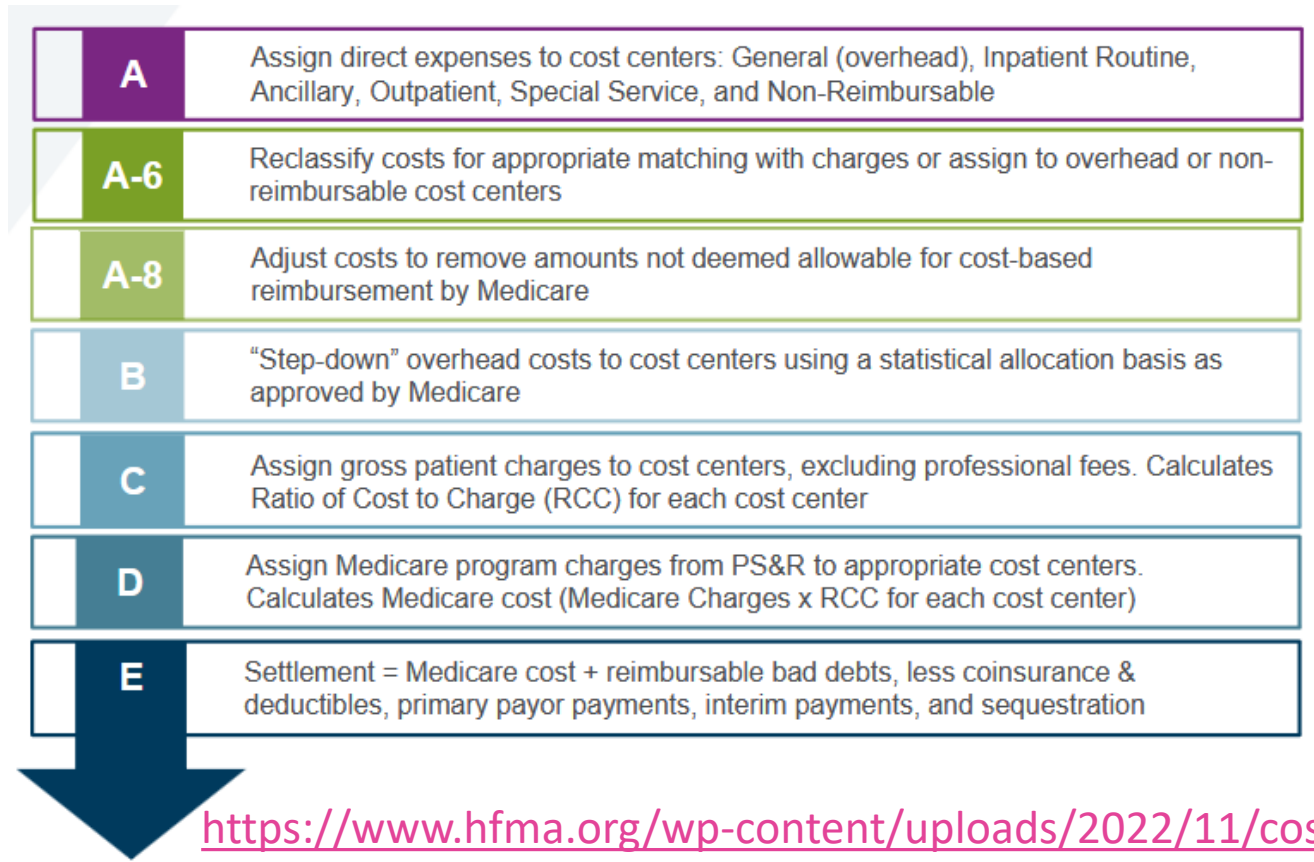 A
Assign direct expenses to cost centers: General (overhead), Inpatient Routine,
Ancillary, Outpatient, Special Service, and Non-Reimbursable
A-6
Reclassify costs for appropriate matching with charges or assign to overhead or non-
reimbursable cost centers
A-8
Adjust costs to remove amounts not deemed allowable for cost-based
reimbursement by Medicare
B
“Step-down” overhead costs to cost centers using a statistical allocation basis as
approved by Medicare
C
Assign gross patient charges to cost centers, excluding professional fees. Calculates
Ratio of Cost to Charge (RCC) for each cost center
D
Assign Medicare program charges from PS&R to appropriate cost centers.
Calculates Medicare cost (Medicare Charges x RCC for each cost center)
E
Settlement = Medicare cost + reimbursable bad debts, less coinsurance &
deductibles, primary payor payments, interim payments, and sequestration
https://www.hfma.org/wp-content/uploads/2022/11/cos